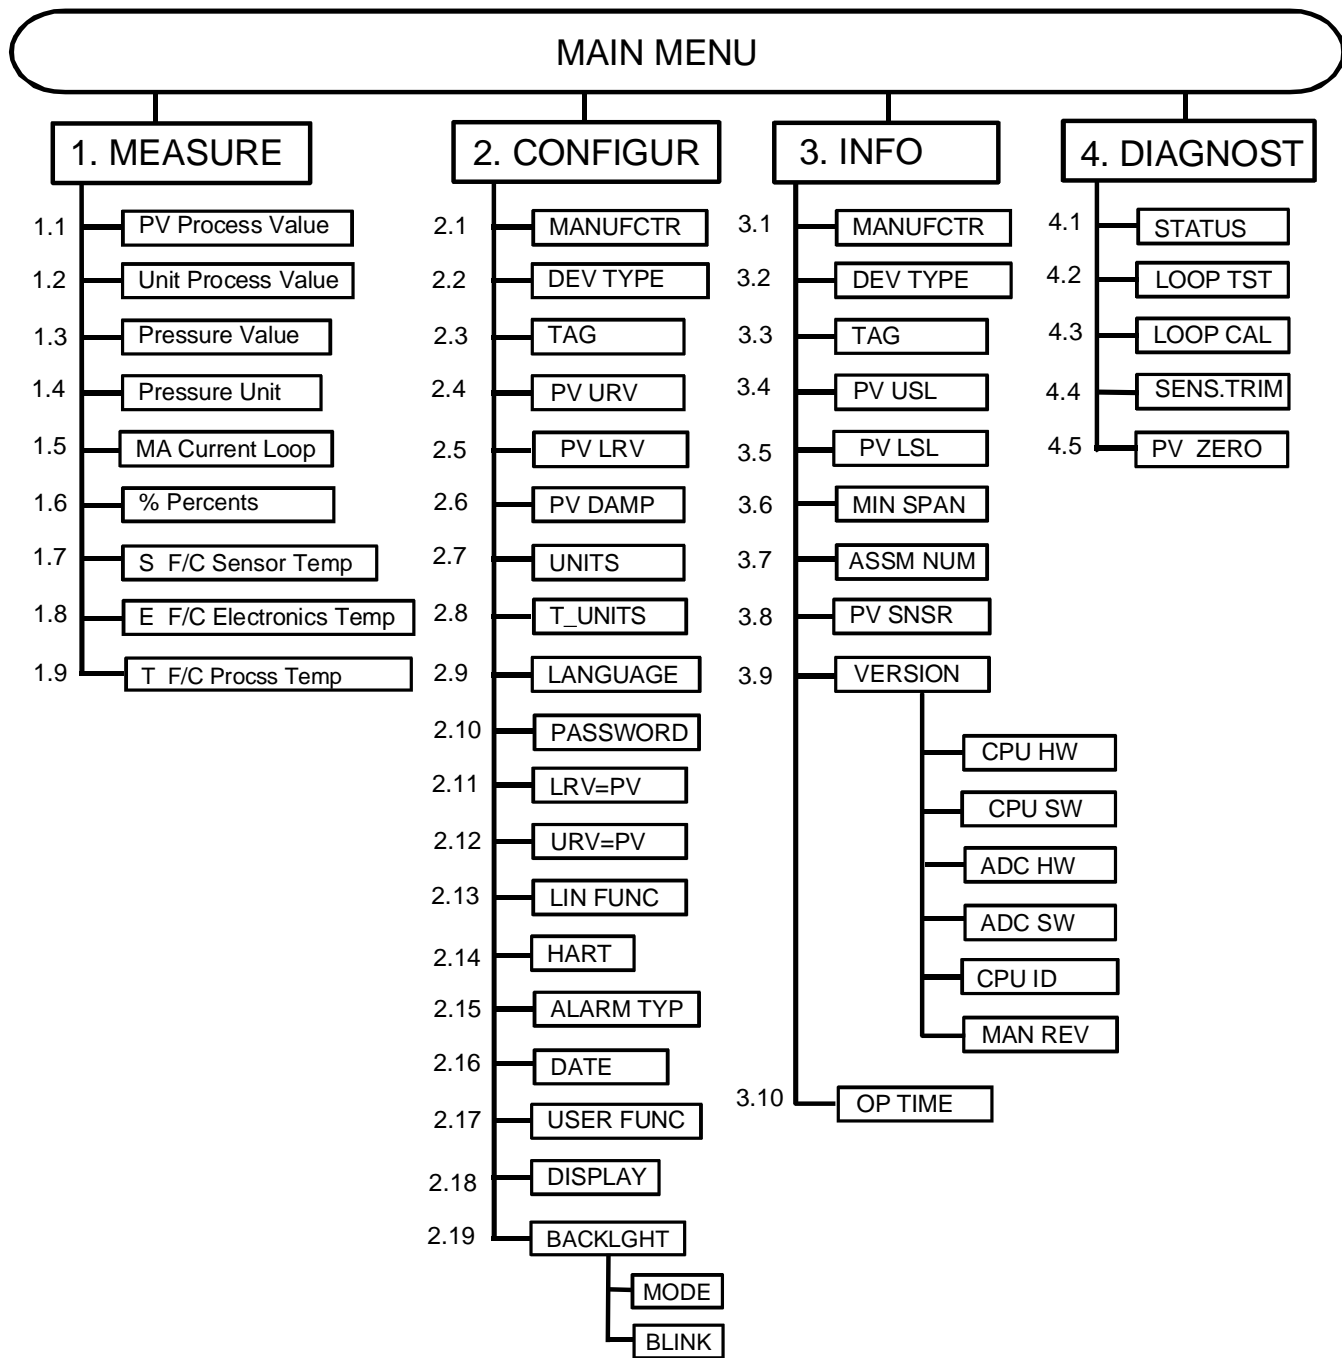 MAIN MENU
1. MEASURE
1.1 PV Process Value
1.2 Unit Process Value
1.3 Pressure Value
1.4 Pressure Unit
1.5 MA Current Loop
1.6 % Percents
1.7 S F/C Sensor Temp
1.8 E F/C Electronics Temp
1.9 T F/C Procss Temp
2. CONFIGUR
2.1 MANUFCTR
2.2 DEV TYPE
2.3 TAG
2.4 PV URV
2.5 PV LRV
2.6 PV DAMP
2.7 UNITS
2.8 T_UNITS
2.9 LANGUAGE
2.10 PASSWORD
2.11 LRV=PV
2.12 URV=PV
2.13 LIN FUNC
2.14 HART
2.15 ALARM TYP
2.16 DATE
2.17 USER FUNC
2.18 DISPLAY
2.19 BACKLGHT
MODE
BLINK
3. INFO
3.1 MANUFCTR
3.2 DEV TYPE
3.3 TAG
3.4 PV USL
3.5 PV LSL
3.6 MIN SPAN
3.7 ASSM NUM
3.8 PV SNSR
3.9 VERSION
CPU HW
CPU SW
ADC HW
ADC SW
CPU ID
MAN REV
3.10 OP TIME
4. DIAGNOST
4.1 STATUS
4.2 LOOP TST
4.3 LOOP CAL
4.4 SENS.TRIM
4.5 PV ZERO